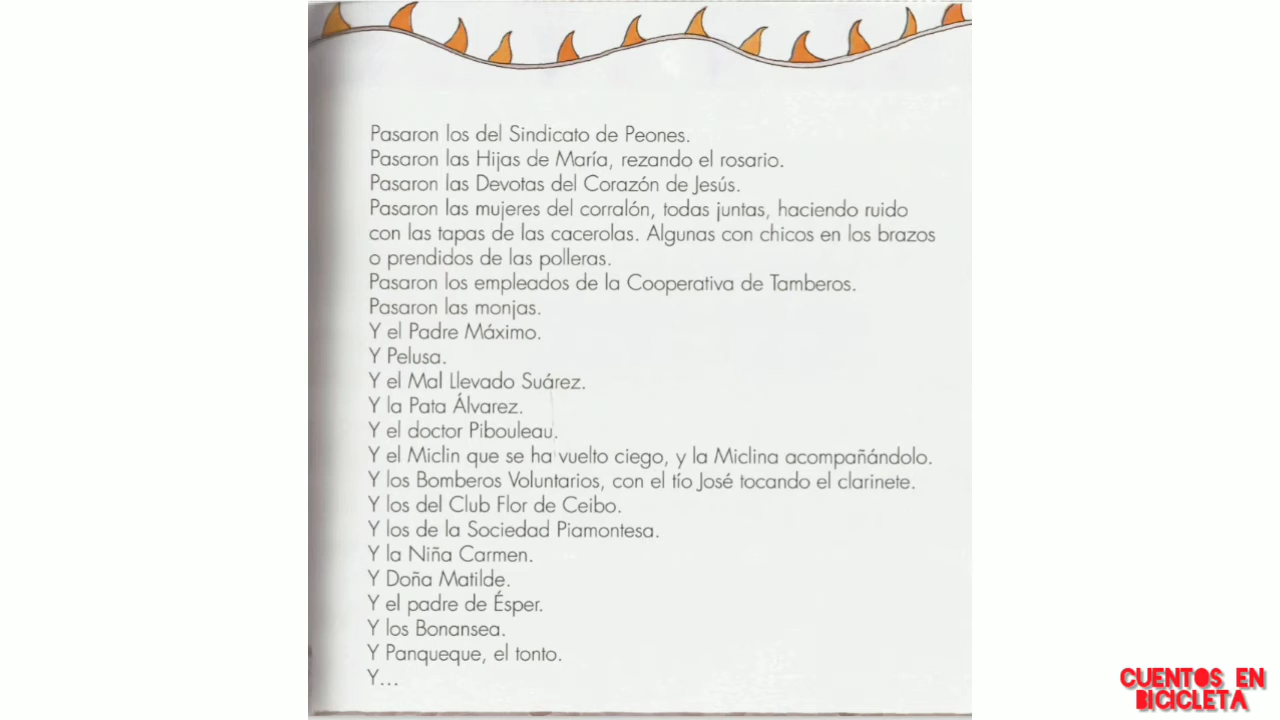 Pasaron los del Sindicato de Peones.
Pasaron las Hijas de María, rezando el rosario.
Pasaron las Devotas del Corazón de Jesús.
Pasaron las mujeres del corralón, todas juntas, haciendo ruido
con las tapas de las cacerolas. Algunas con chicos en los brazos
o prendidos de las polleras.
Pasaron los empleados de la Cooperativa de Tamberos.
Pasaron las monjas.
Y el Padre Máximo.
Y Pelusa.
Y el Mal Llevado Suárez.
Y la Pata Álvarez.
Y el doctor Pibouleau.
Y el Miclin que se ha vuelto ciego, y la Miclina acompañándolo.
Y los Bomberos Voluntarios, con el tío José tocando el clarinete.
Y los del Club Flor de Ceibo.
Y los de la Sociedad Piamontesa.
Y la Niña Carmen.
Y Doña Matilde.
Y el padre de Ésper.
Y los Bonansea.
Y Panqueque, el tonto.
Y...
CUENTOS EN
BICICLETA